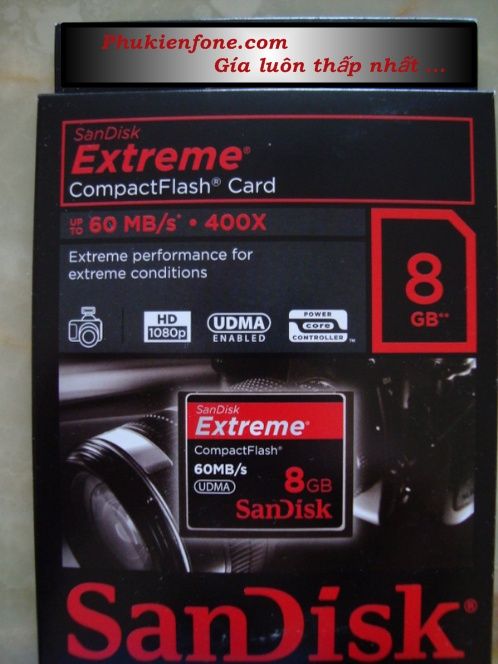 Phukienfone.com
Gía luôn thấp nhất ...
SanDisk
Extreme®
CompactFlash® Card
UP TO 60 MB/s* • 400X
Extreme performance for
extreme conditions
8
GB**
HD
1080p
UDMA
ENABLED
POWER
core
CONTROLLER™
SanDisk
Extreme®
CompactFlash®
60MB/s
UDMA
8GB
SanDisk
SanDisk®